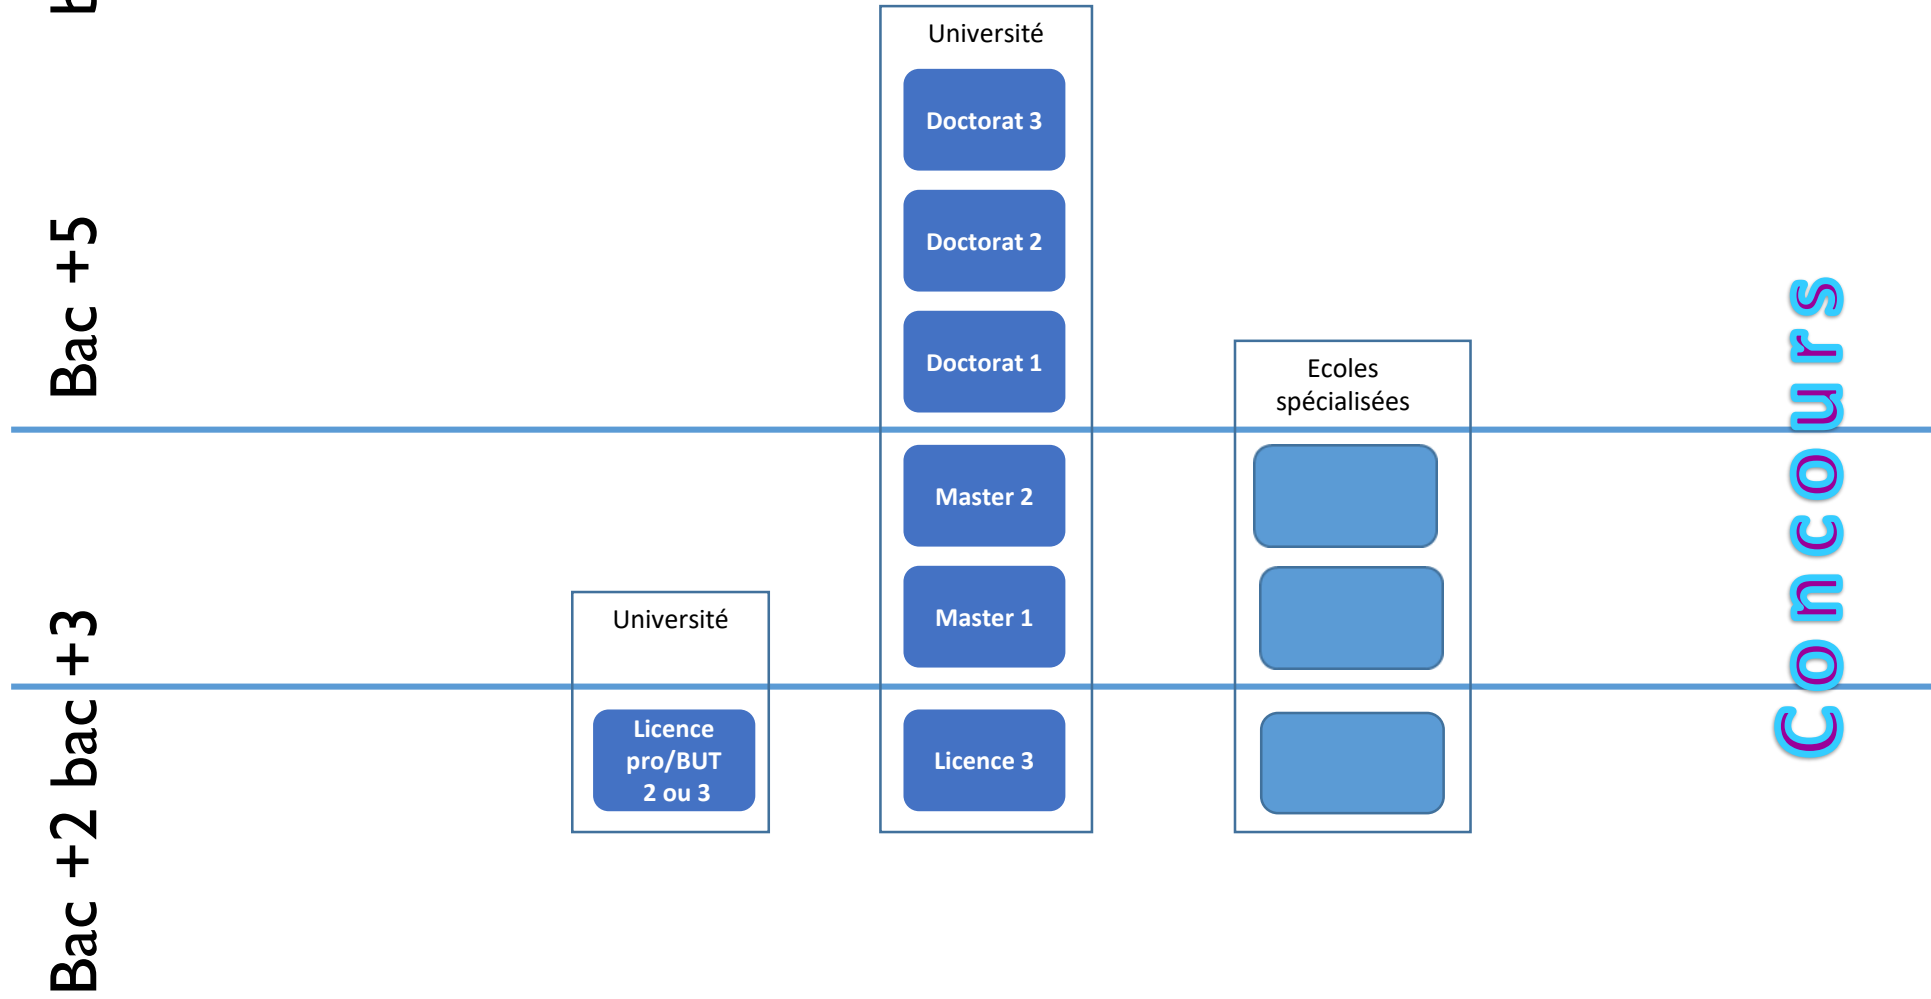 Université
Doctorat 3
Doctorat 2
Bac +5
Doctorat 1
Ecoles
spécialisées
Master 2
Université
Master 1
Licence
pro/BUT
2 ou 3
Licence 3
Bac +2 bac +3
Concours